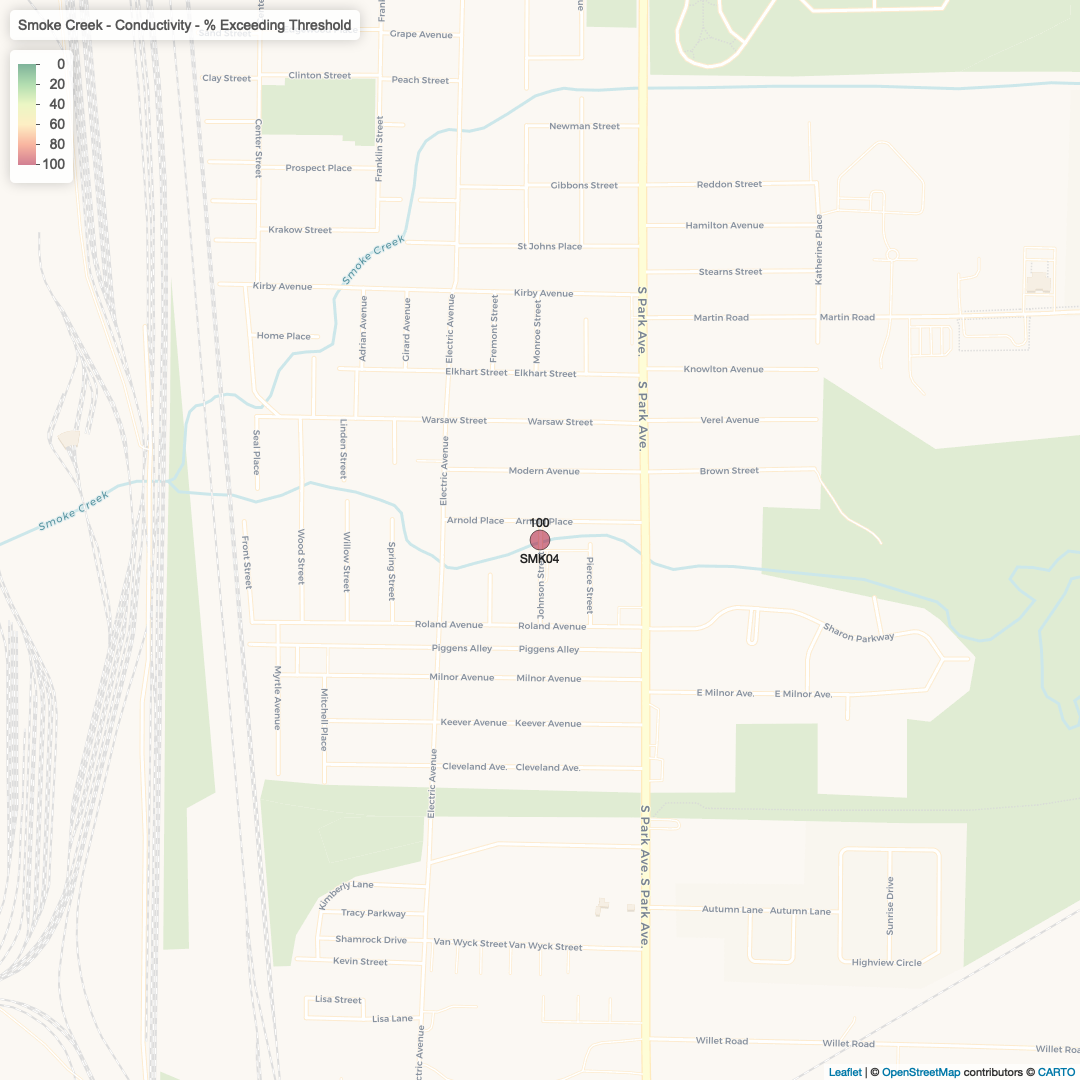 Smoke Creek - Conductivity - % Exceeding Threshold
0
20
40
60
80
100
Grape Avenue
Clay Street
Clinton Street
Peach Street
Center Street
Franklin Street
Newman Street
Prospect Place
Gibbons Street
Reddon Street
Krakow Street
Hamilton Avenue
Katherine Place
Smoke Creek
St Johns Place
Stearns Street
Kirby Avenue
Kirby Avenue
S Park Ave.
Martin Road
Martin Road
Adrian Avenue
Girard Avenue
Electric Avenue
Fremont Street
Monroe Street
Home Place
Elkhart Street
Elkhart Street
Knowlton Avenue
S Park Ave.
Warsaw Street
Warsaw Street
Verel Avenue
Seal Place
Linden Street
Electric Avenue
Modern Avenue
Brown Street
Smoke Creek
Arnold Place
Arnold Place
100
SMK04
Front Street
Wood Street
Willow Street
Spring Street
Johnson Street
Pierce Street
Roland Avenue
Roland Avenue
Sharon Parkway
Piggens Alley
Piggens Alley
Milnor Avenue
Milnor Avenue
E Milnor Ave.
E Milnor Ave.
Myrtle Avenue
Mitchell Place
Keever Avenue
Keever Avenue
Electric Avenue
Cleveland Ave.
Cleveland Ave.
S Park Ave.
S Park Ave.
Kimberly Lane
Tracy Parkway
Autumn Lane
Autumn Lane
Sunrise Drive
Shamrock Drive
Van Wyck Street
Van Wyck Street
Kevin Street
Highview Circle
Lisa Street
Lisa Lane
Willet Road
Willet Road
Leaflet | © OpenStreetMap contributors © CARTO